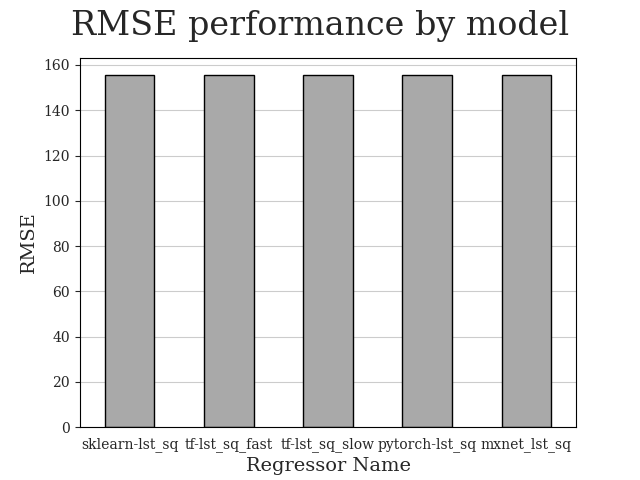 RMSE performance by model
160
140
120
100
80
60
40
20
0
RMSE
sklearn-lst_sq tf-lst_sq_fast tf-lst_sq_slow pytorch-lst_sq mxnet_lst_sq
Regressor Name